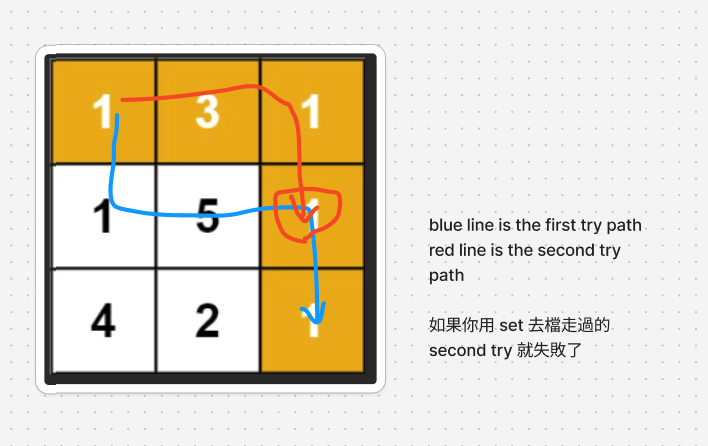 1 3 1
1 5 1
4 2 1
blue line is the first try path
red line is the second try
path
如果你用 set 去檔走過的
second try 就失敗了